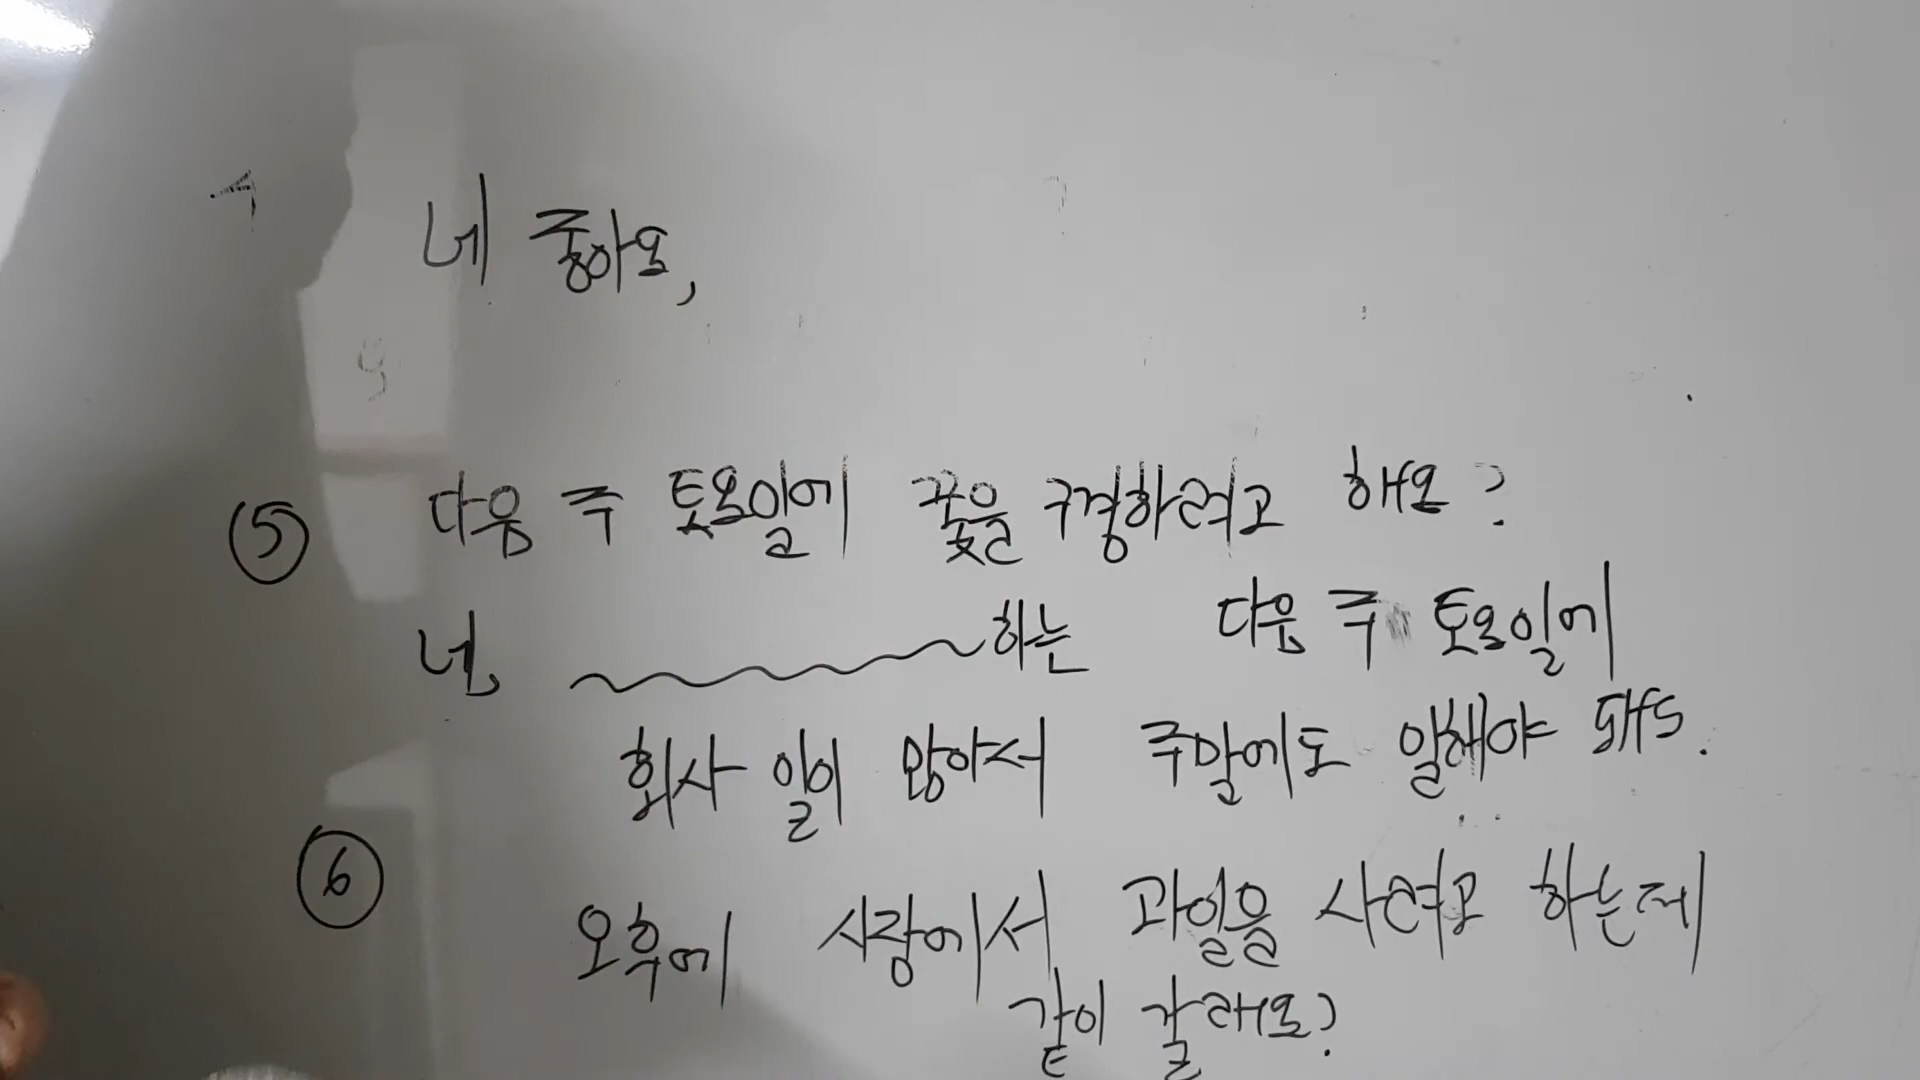 네 좋아요,
⑤ 다음 주 토요일에 꽃을 구경하려고 해요?
네, 하는 다음 주 토요일에
회사 일이 많아서 주말에도 일해야 돼요.
⑥ 오후에 시장에서 과일을 사려고 하는데
같이 갈래요?